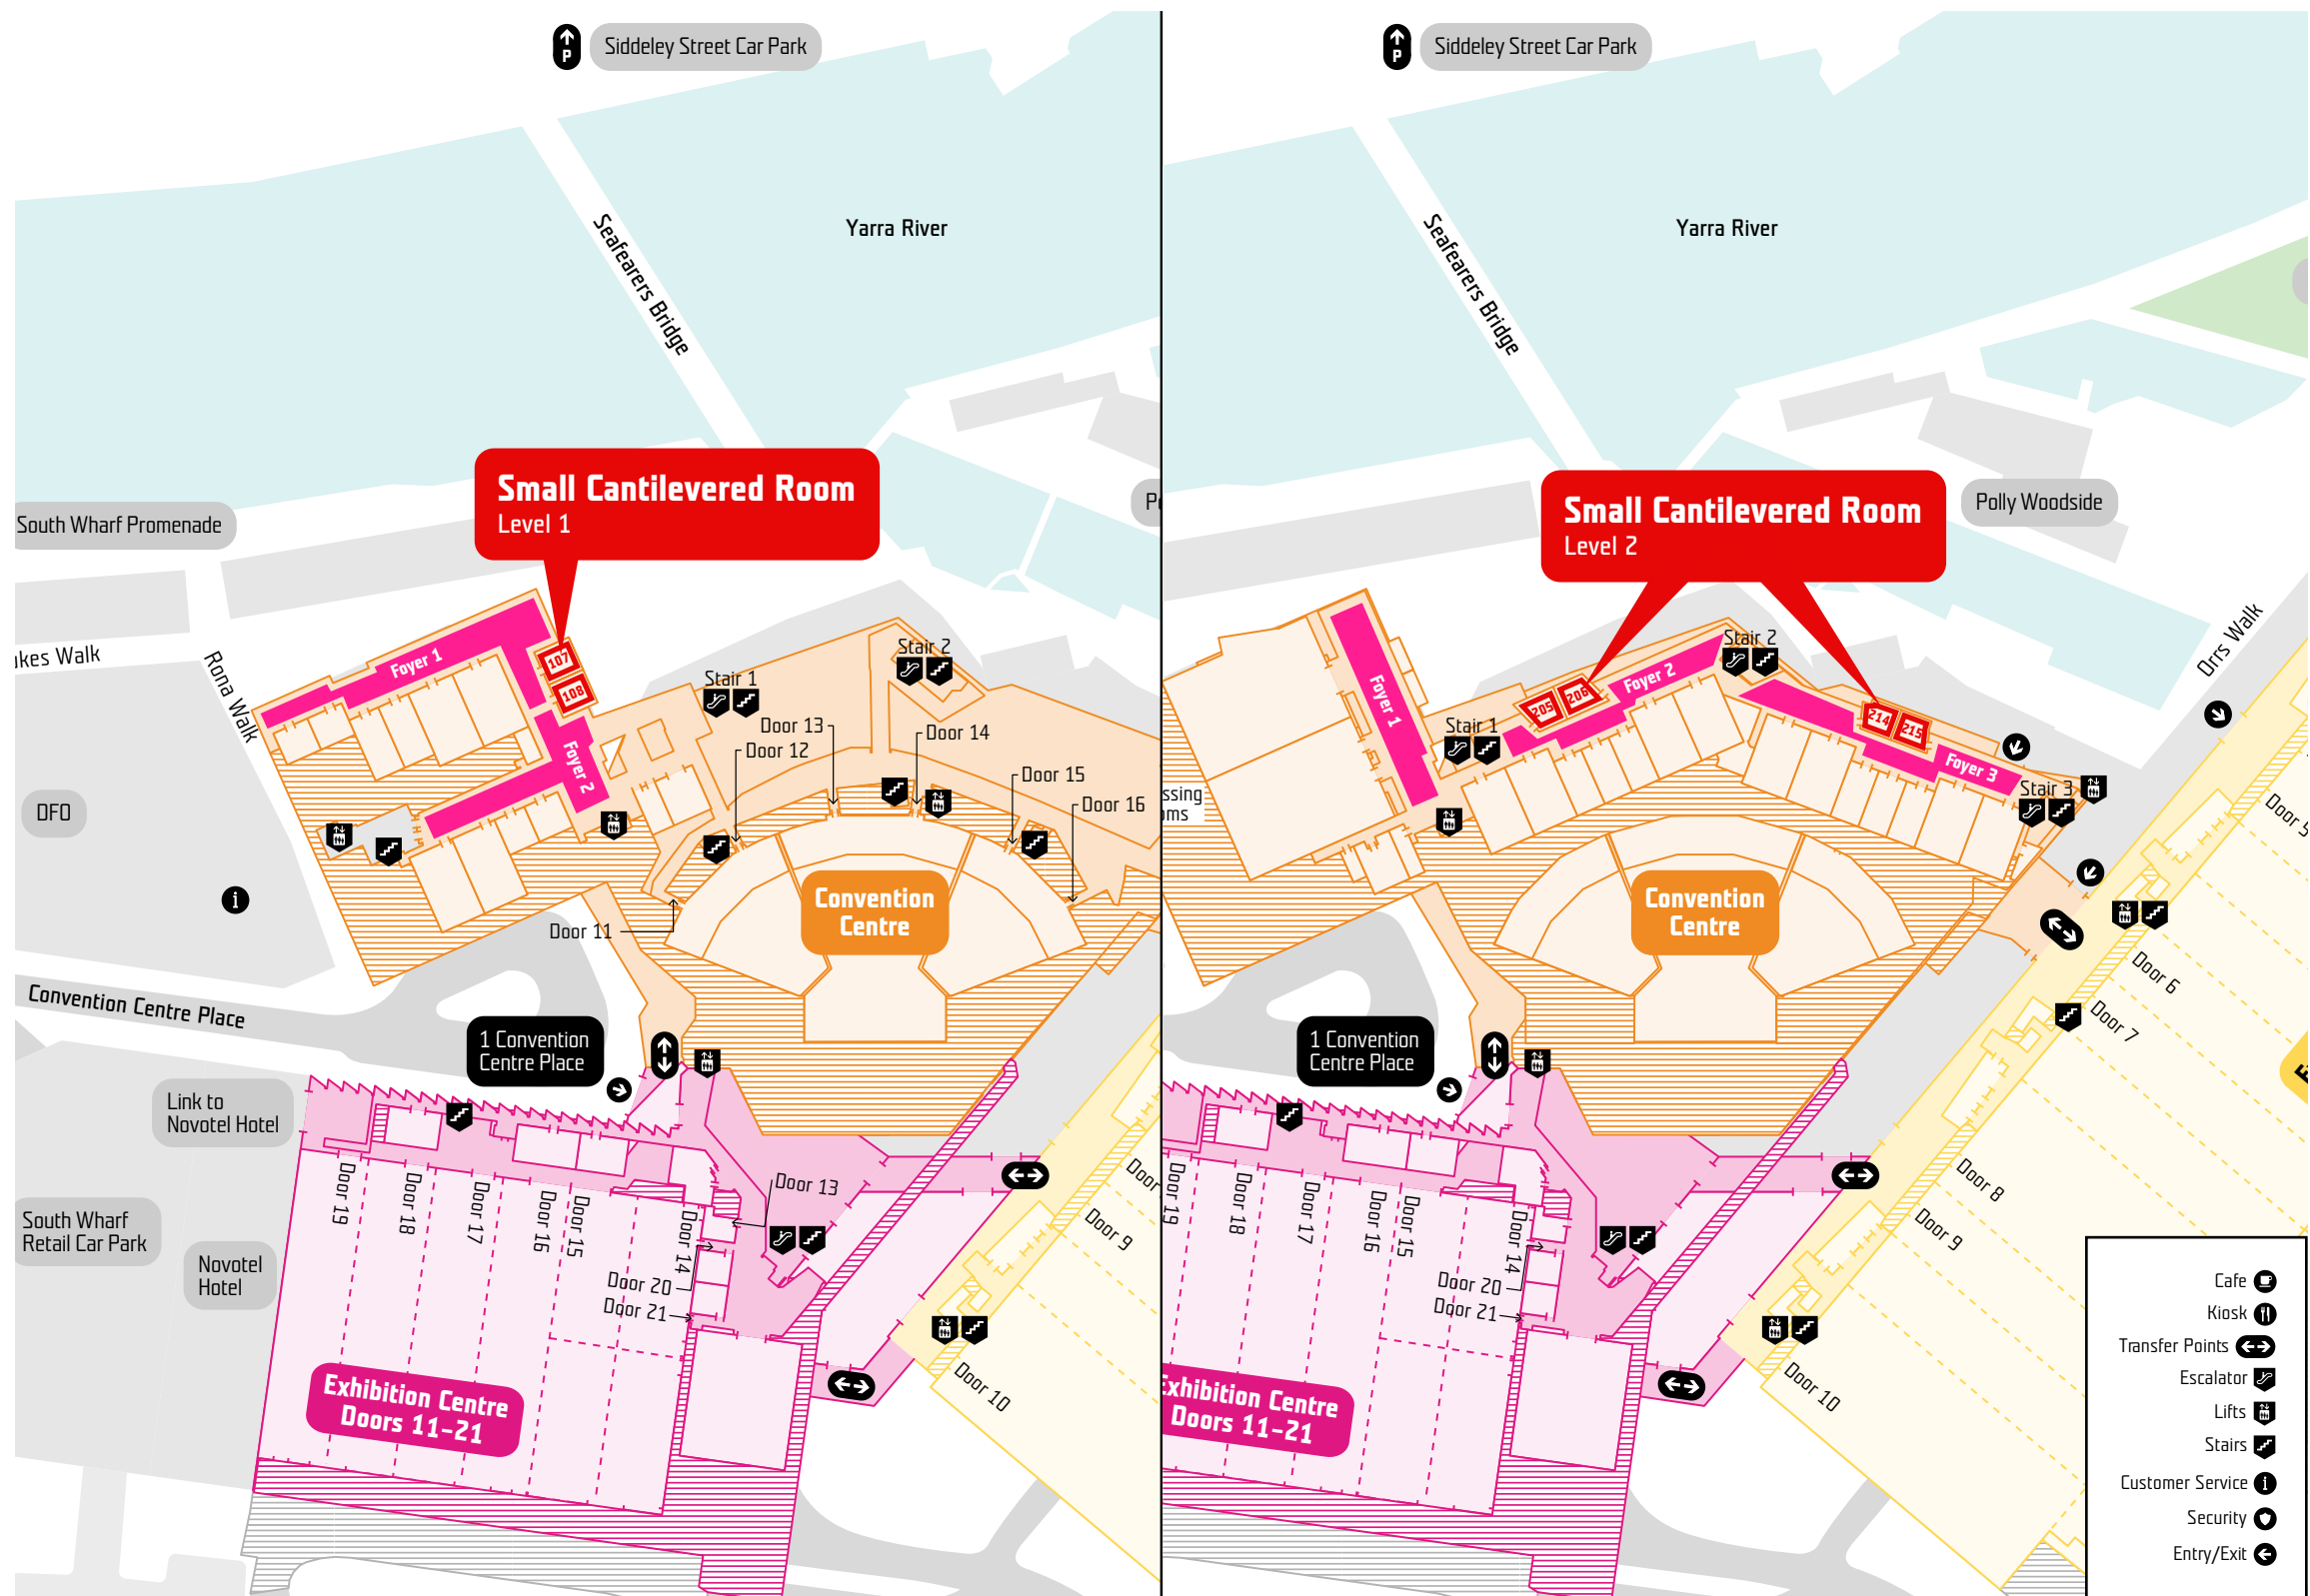 P
Siddeley Street Car Park
Seafearers Bridge
Yarra River
Small Cantilevered Room
Level 1
South Wharf Promenade
Rona Walk
Foyer 1
107
108
Foyer 2
Stair 1
Stair 2
Door 13
Door 12
Door 14
Door 15
Door 16
Door 11
DFO
i
Convention
Centre
Convention Centre Place
1 Convention
Centre Place
Link to
Novotel Hotel
South Wharf
Retail Car Park
Novotel
Hotel
Door 19
Door 18
Door 17
Door 16
Door 15
Door 14
Door 13
Door 20
Door 21
Door
Door 9
Door 10
Exhibition Centre
Doors 11-21
P
Siddeley Street Car Park
Seafearers Bridge
Yarra River
Small Cantilevered Room
Level 2
Polly Woodside
Orrs Walk
Foyer 1
205
206
Foyer 2
214
215
Foyer 3
Stair 1
Stair 2
Stair 3
Convention
Centre
1 Convention
Centre Place
Door 6
Door 7
Door 8
Door 9
Door 10
Door 19
Door 18
Door 17
Door 16
Door 15
Door 14
Door 20
Door 21
Exhibition Centre
Doors 11-21
Cafe
Kiosk
Transfer Points
Escalator
Lifts
Stairs
Customer Service
i
Security
Entry/Exit